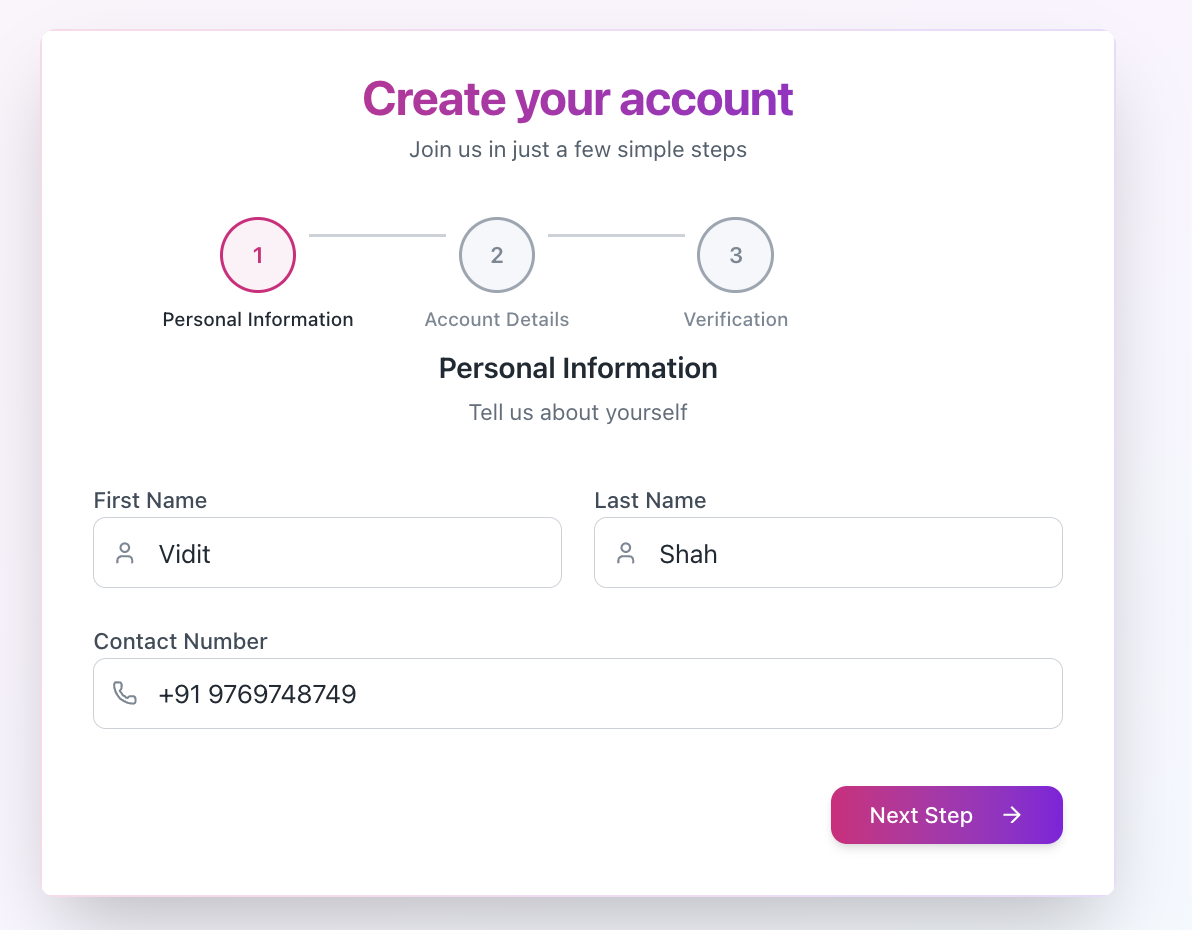 Create your account
Join us in just a few simple steps
1 2 3
Personal Information Account Details Verification
Personal Information
Tell us about yourself
First Name Last Name
Vidit Shah
Contact Number
+91 9769748749
Next Step